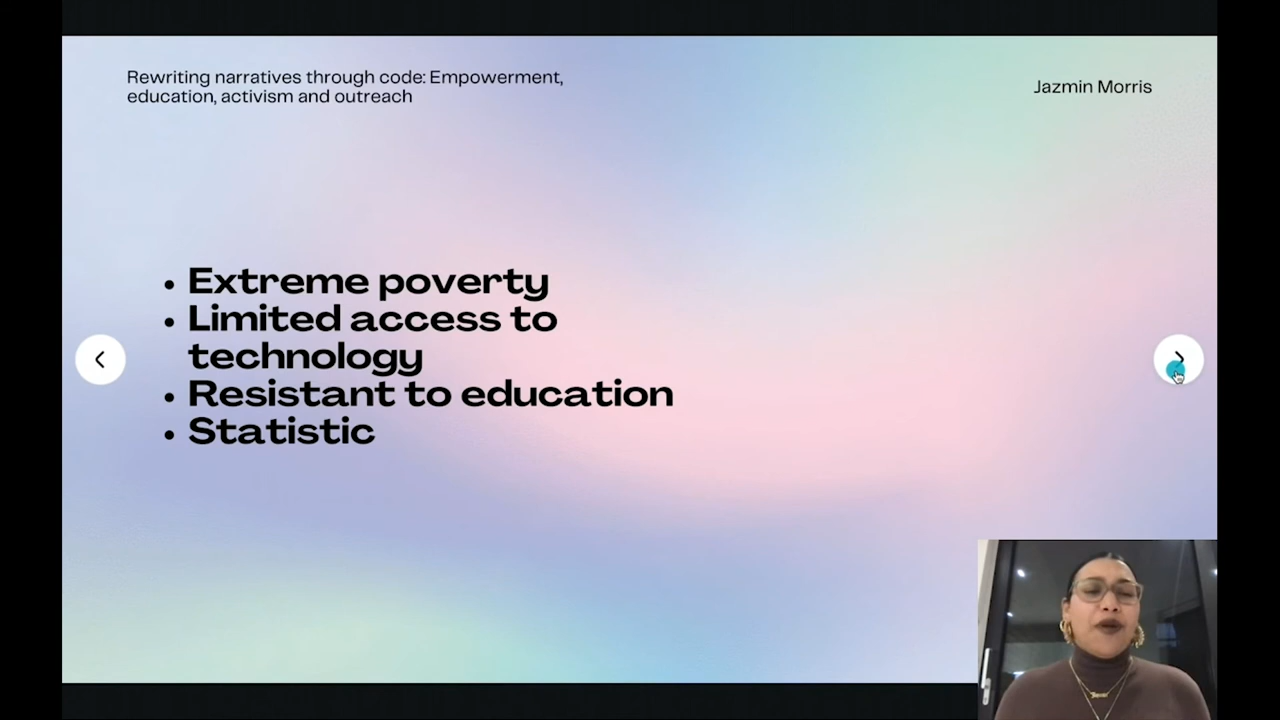 Rewriting narratives through code: Empowerment,
education, activism and outreach
Jazmin Morris
• Extreme poverty
• Limited access to
technology
• Resistant to education
• Statistic